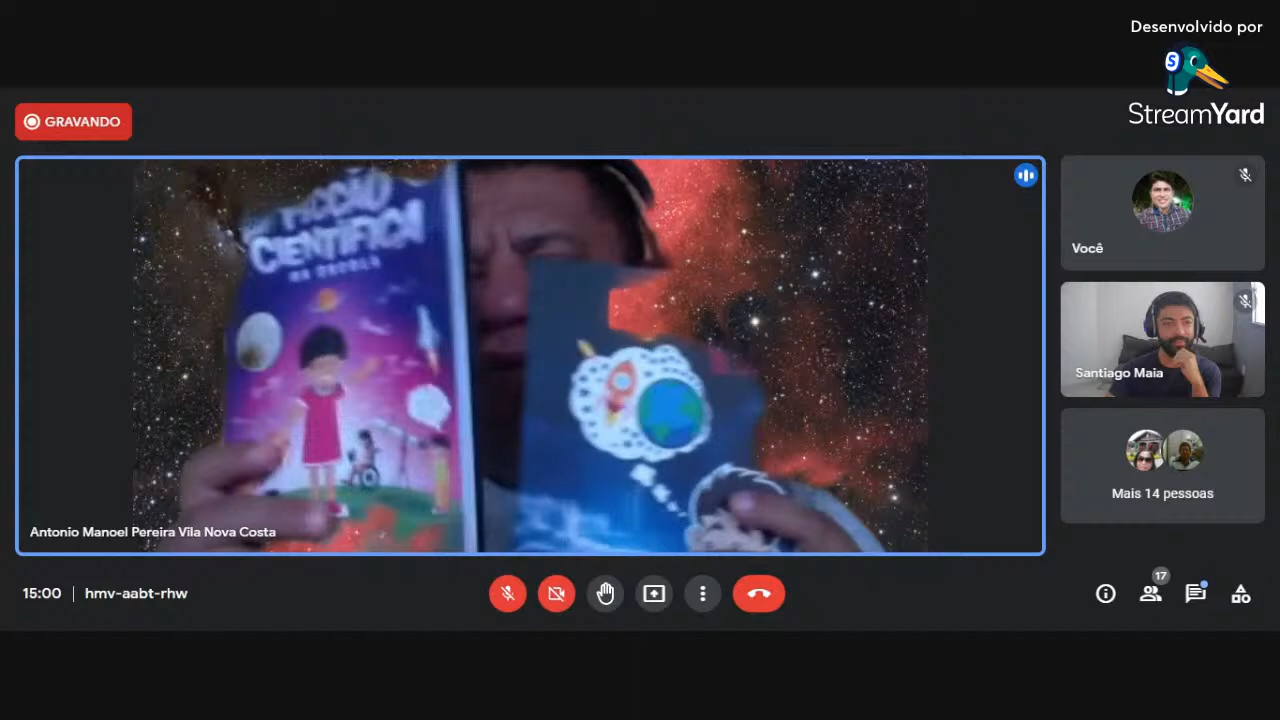 Desenvolvido por
StreamYard
GRAVANDO
FICÇÃO
CIENTÍFICA
NA ESCOLA
Antonio Manoel Pereira Vila Nova Costa
Você
Santiago Maia
Mais 14 pessoas
15:00 | hmv-aabt-rhw
17